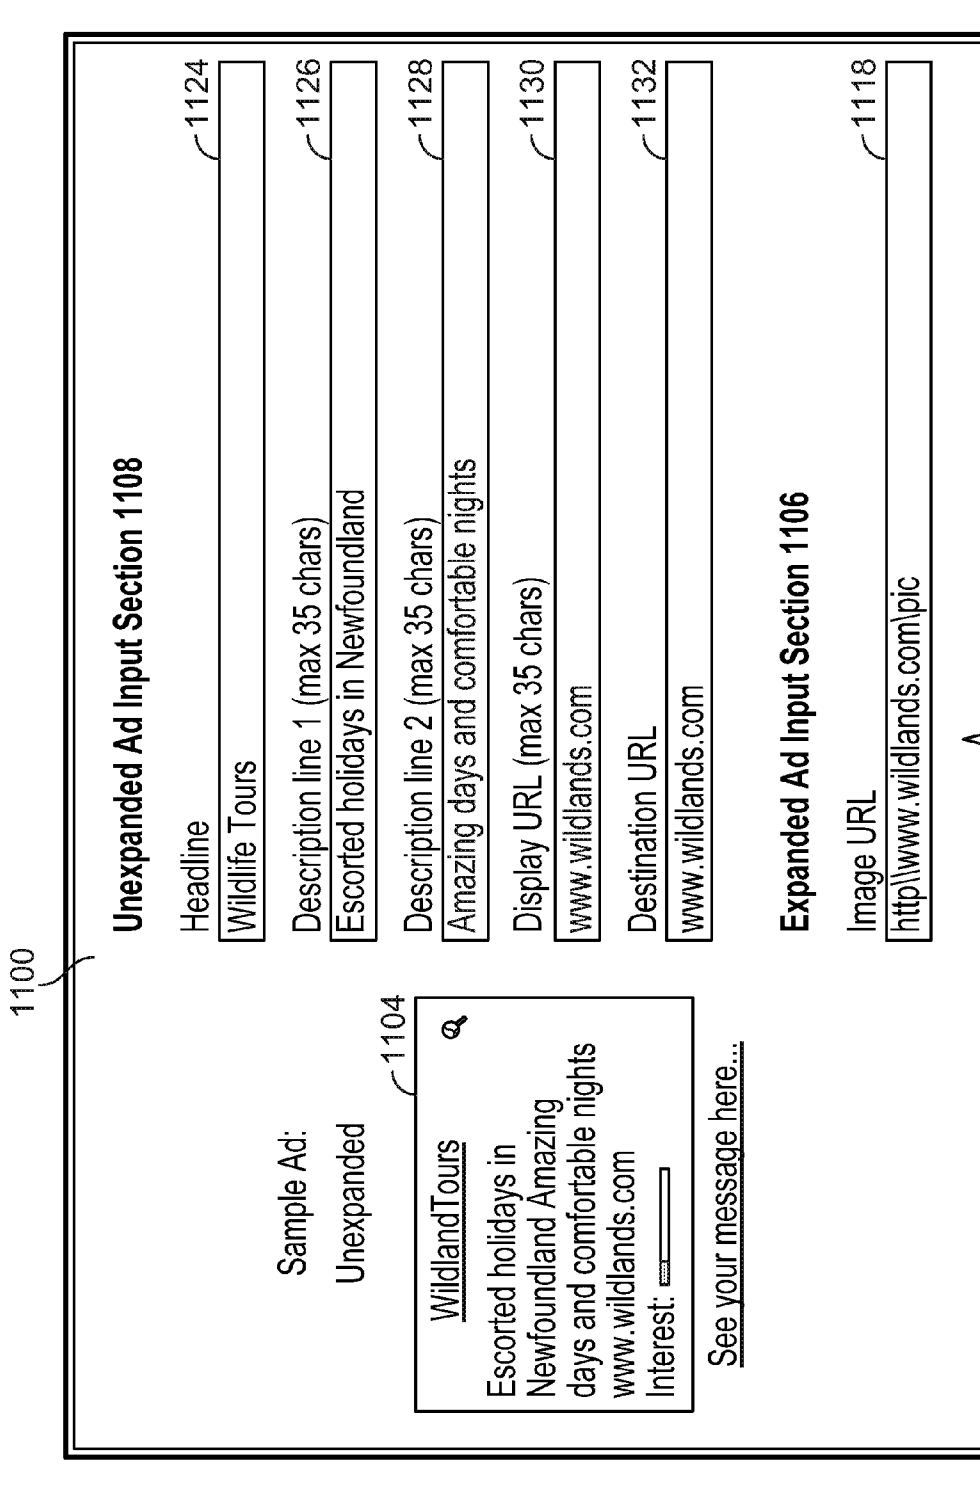 1100
Sample Ad:
Unexpanded
1104
WildlandTours
Escorted holidays in
Newfoundland Amazing
days and comfortable nights
www.wildlands.com
Interest:
See your message here...
Unexpanded Ad Input Section 1108
Headline
1124
Wildlife Tours
Description line 1 (max 35 chars)
1126
Escorted holidays in Newfoundland
Description line 2 (max 35 chars)
1128
Amazing days and comfortable nights
Display URL (max 35 chars)
1130
www.wildlands.com
Destination URL
1132
www.wildlands.com
Expanded Ad Input Section 1106
Image URL
1118
http\\www.wildlands.com\pic